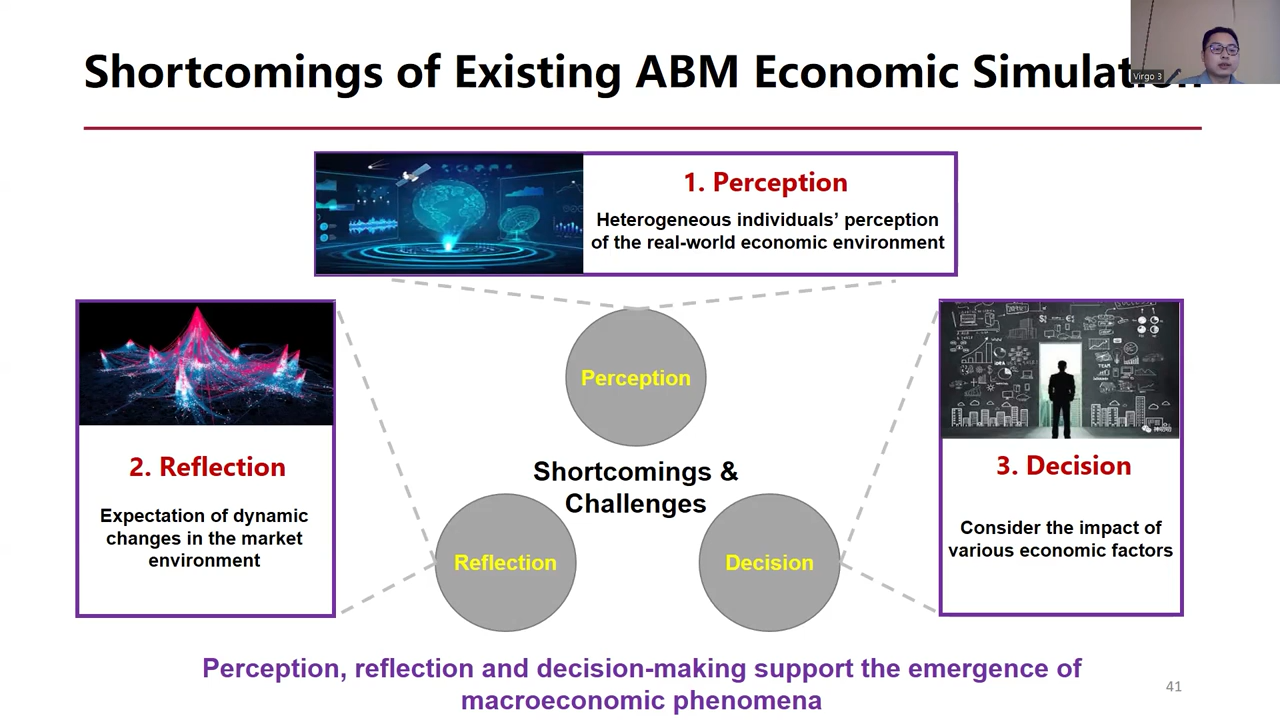 Shortcomings of Existing ABM Economic Simulation
Virgo 3
1. Perception
Heterogeneous individuals’ perception
of the real-world economic environment
2. Reflection
Expectation of dynamic
changes in the market
environment
Perception
Shortcomings &
Challenges
Reflection
Decision
3. Decision
Consider the impact of
various economic factors
Perception, reflection and decision-making support the emergence of
macroeconomic phenomena
41